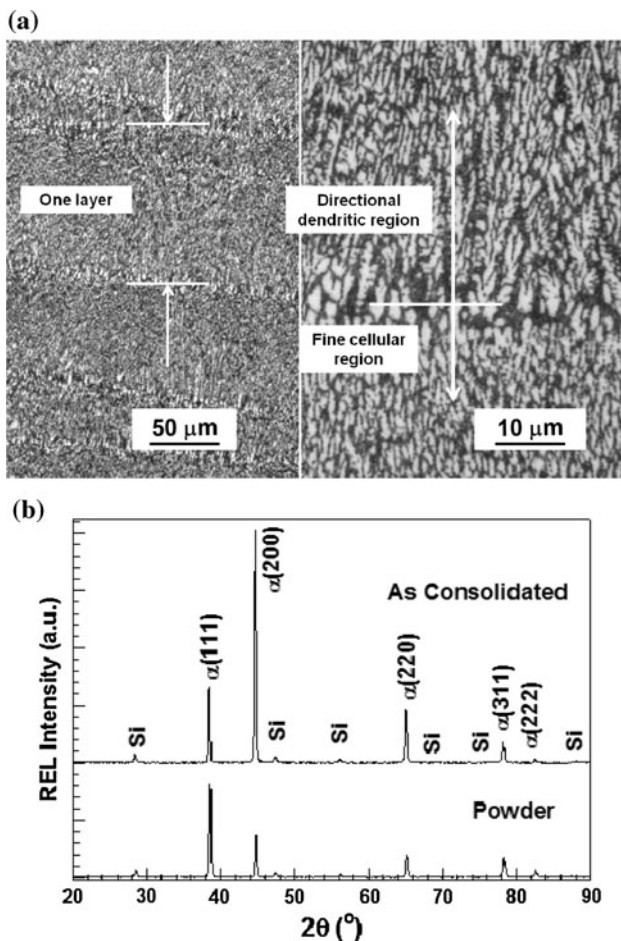 (a)
One layer
Directional
dendritic region
Fine cellular
region
50 μm
10 μm
(b)
REL Intensity (a.u.)
Si
α(111)
α(200)
Si
Si
α(220)
Si
Si
α(311)
α(222)
Si
As Consolidated
Powder
20 30 40 50 60 70 80 90
2θ (°)